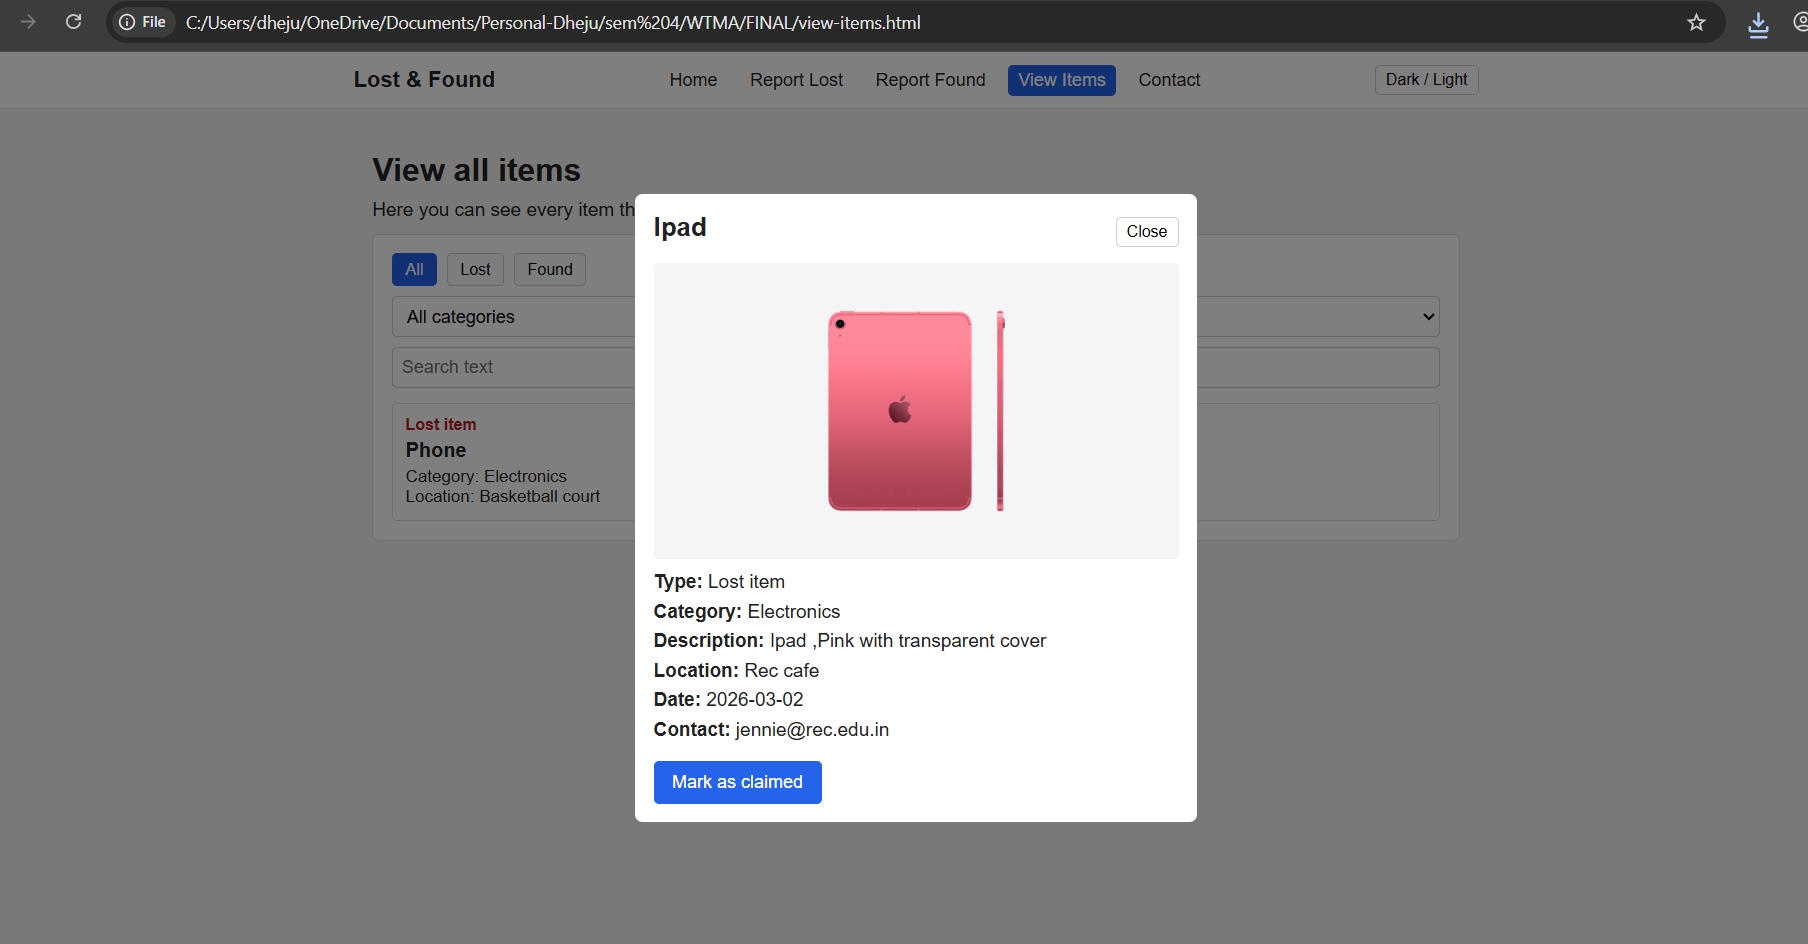 File C:/Users/dheju/OneDrive/Documents/Personal-Dheju/sem%204/WTMA/FINAL/view-items.html
Lost & Found Home Report Lost Report Found View Items Contact Dark / Light
View all items
Here you can see every item th
All Lost Found
All categories
Search text
Lost item
Phone
Category: Electronics
Location: Basketball court
Ipad
Close
Type: Lost item
Category: Electronics
Description: Ipad ,Pink with transparent cover
Location: Rec cafe
Date: 2026-03-02
Contact: jennie@rec.edu.in
Mark as claimed